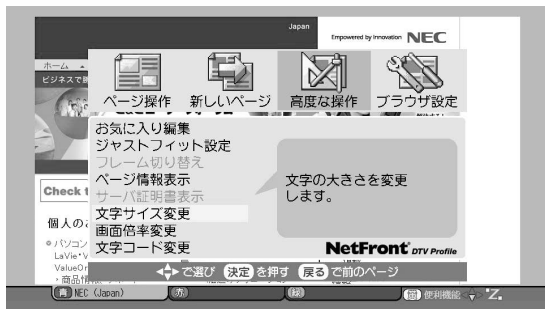 Japan
Empowered by Innovation NEC
ホーム
ビジネスで
ページ操作 新しいページ 高度な操作 ブラウザ設定
お気に入り編集
ジャストフィット設定
フレーム切り替え
ページ情報表示
サーバ証明書表示
文字サイズ変更
画面倍率変更
文字コード変更
文字の大きさを変更
します。
NetFront DTV Profile
Check
個人の
パソコン
LaVie・V
ValueOr
・商品情
で選び 決定 を押す 戻る で前のページ
青 NEC (Japan) 赤 緑 簡 便利機能 Z.